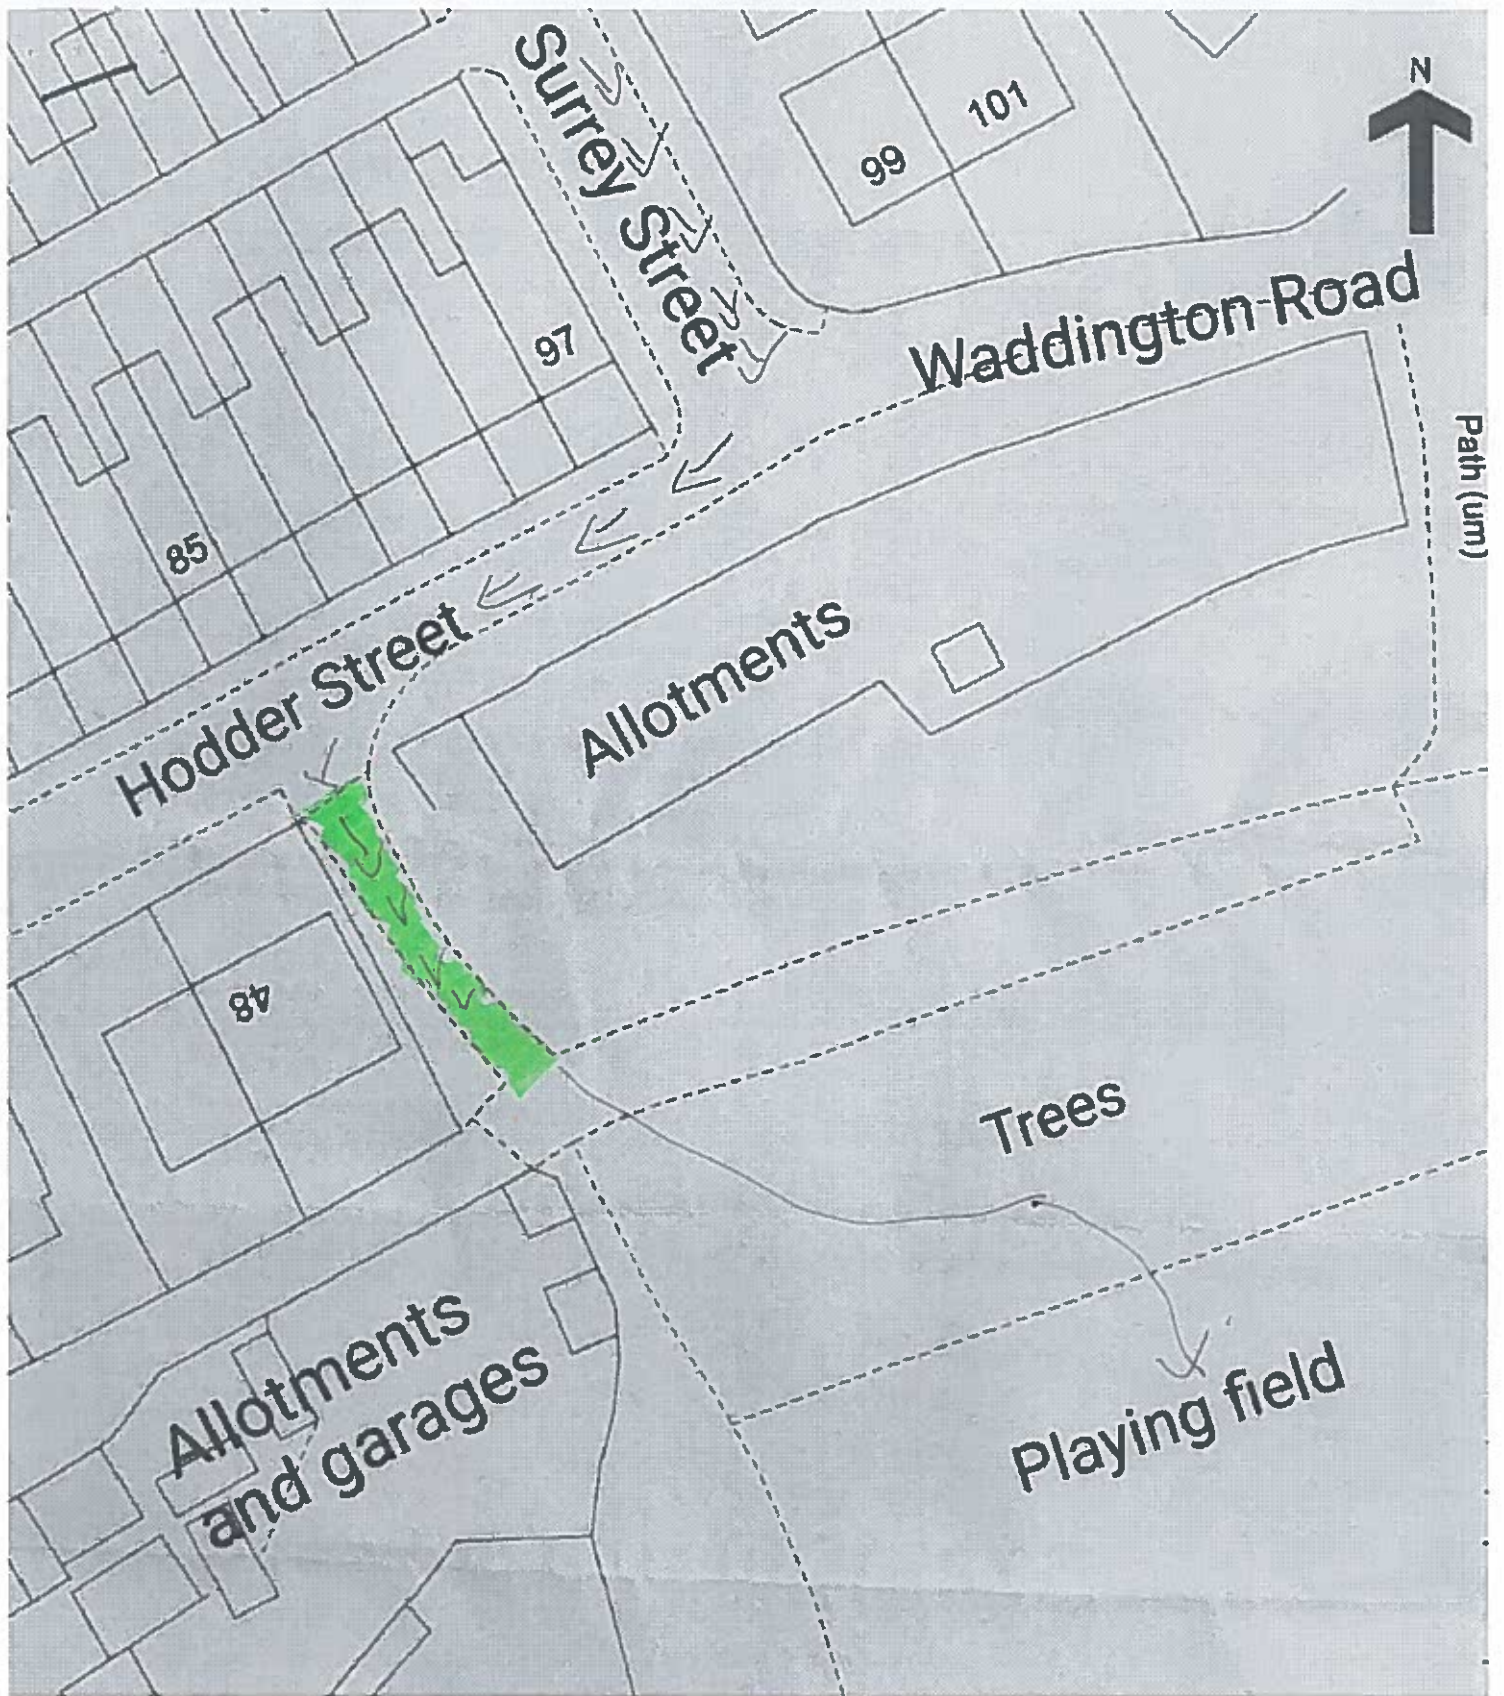 N
Surrey Street
101
99
Waddington Road
97
Path (um)
85
Allotments
Hodder Street
48
Trees
Allotments
and garages
Playing field